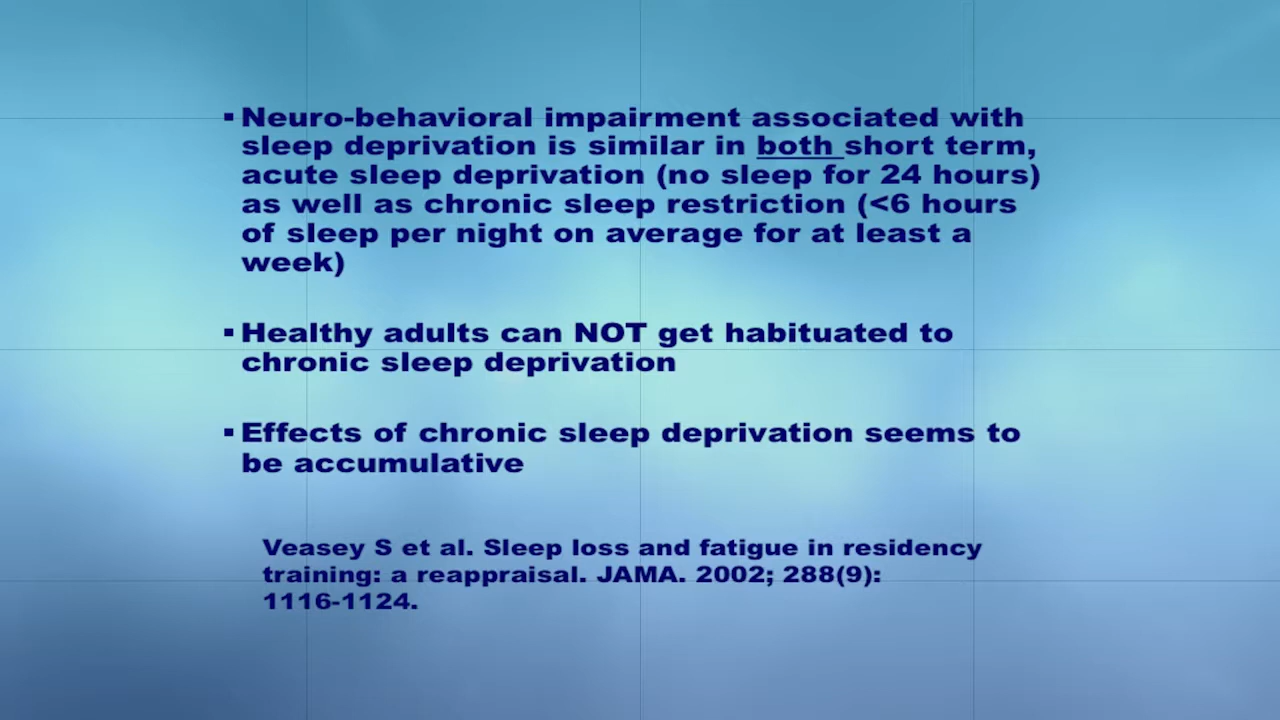 ▪ Neuro-behavioral impairment associated with
sleep deprivation is similar in both short term,
acute sleep deprivation (no sleep for 24 hours)
as well as chronic sleep restriction (<6 hours
of sleep per night on average for at least a
week)
▪ Healthy adults can NOT get habituated to
chronic sleep deprivation
▪ Effects of chronic sleep deprivation seems to
be accumulative
Veasey S et al. Sleep loss and fatigue in residency
training: a reappraisal. JAMA. 2002; 288(9):
1116-1124.